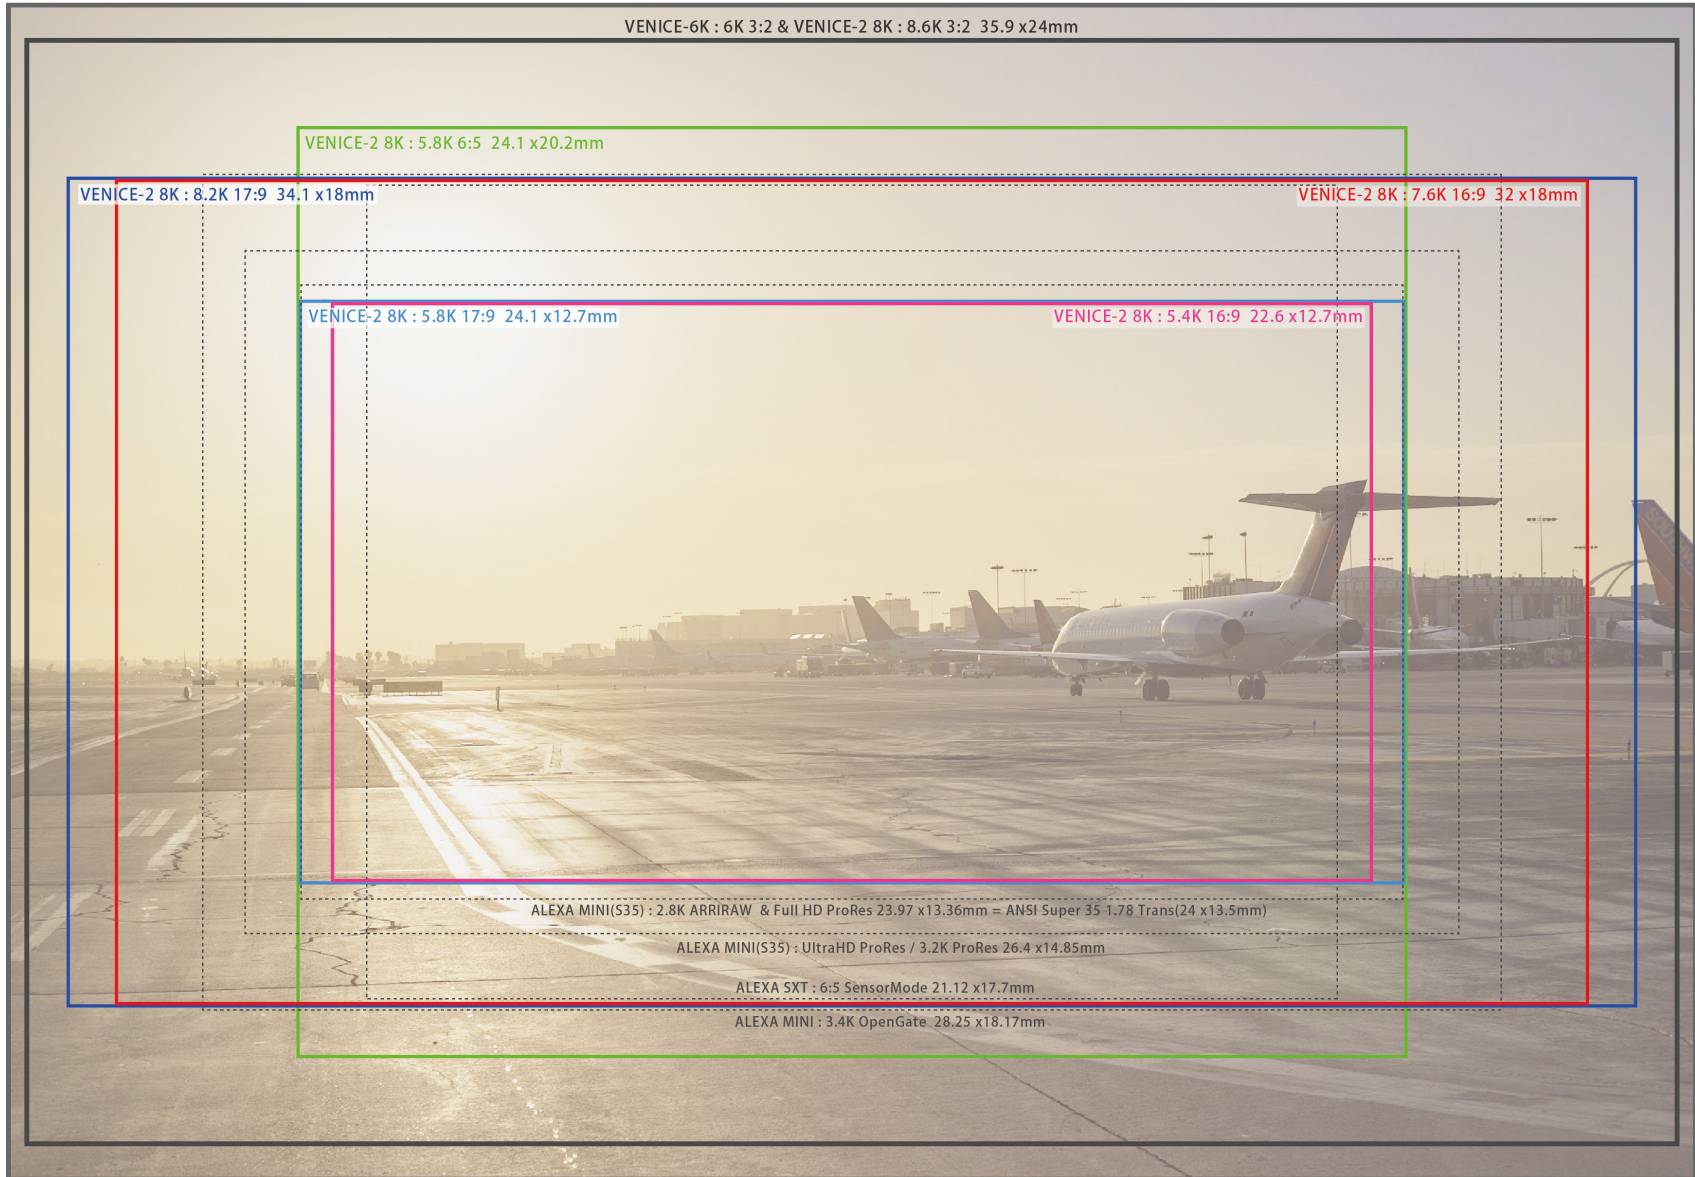 VENICE-6K : 6K 3:2 & VENICE-2 8K : 8.6K 3:2 35.9 x24mm
VENICE-2 8K : 5.8K 6:5 24.1 x20.2mm
VENICE-2 8K : 8.2K 17:9 34.1 x18mm
VENICE-2 8K : 7.6K 16:9 32 x18mm
VENICE-2 8K : 5.8K 17:9 24.1 x12.7mm
VENICE-2 8K : 5.4K 16:9 22.6 x12.7mm
ALEXA MINI(S35) : 2.8K ARRIRAW & Full HD ProRes 23.97 x13.36mm = ANSI Super 35 1.78 Trans(24 x13.5mm)
ALEXA MINI(S35) : UltraHD ProRes / 3.2K ProRes 26.4 x14.85mm
ALEXA SXT : 6:5 SensorMode 21.12 x17.7mm
ALEXA MINI : 3.4K OpenGate 28.25 x18.17mm